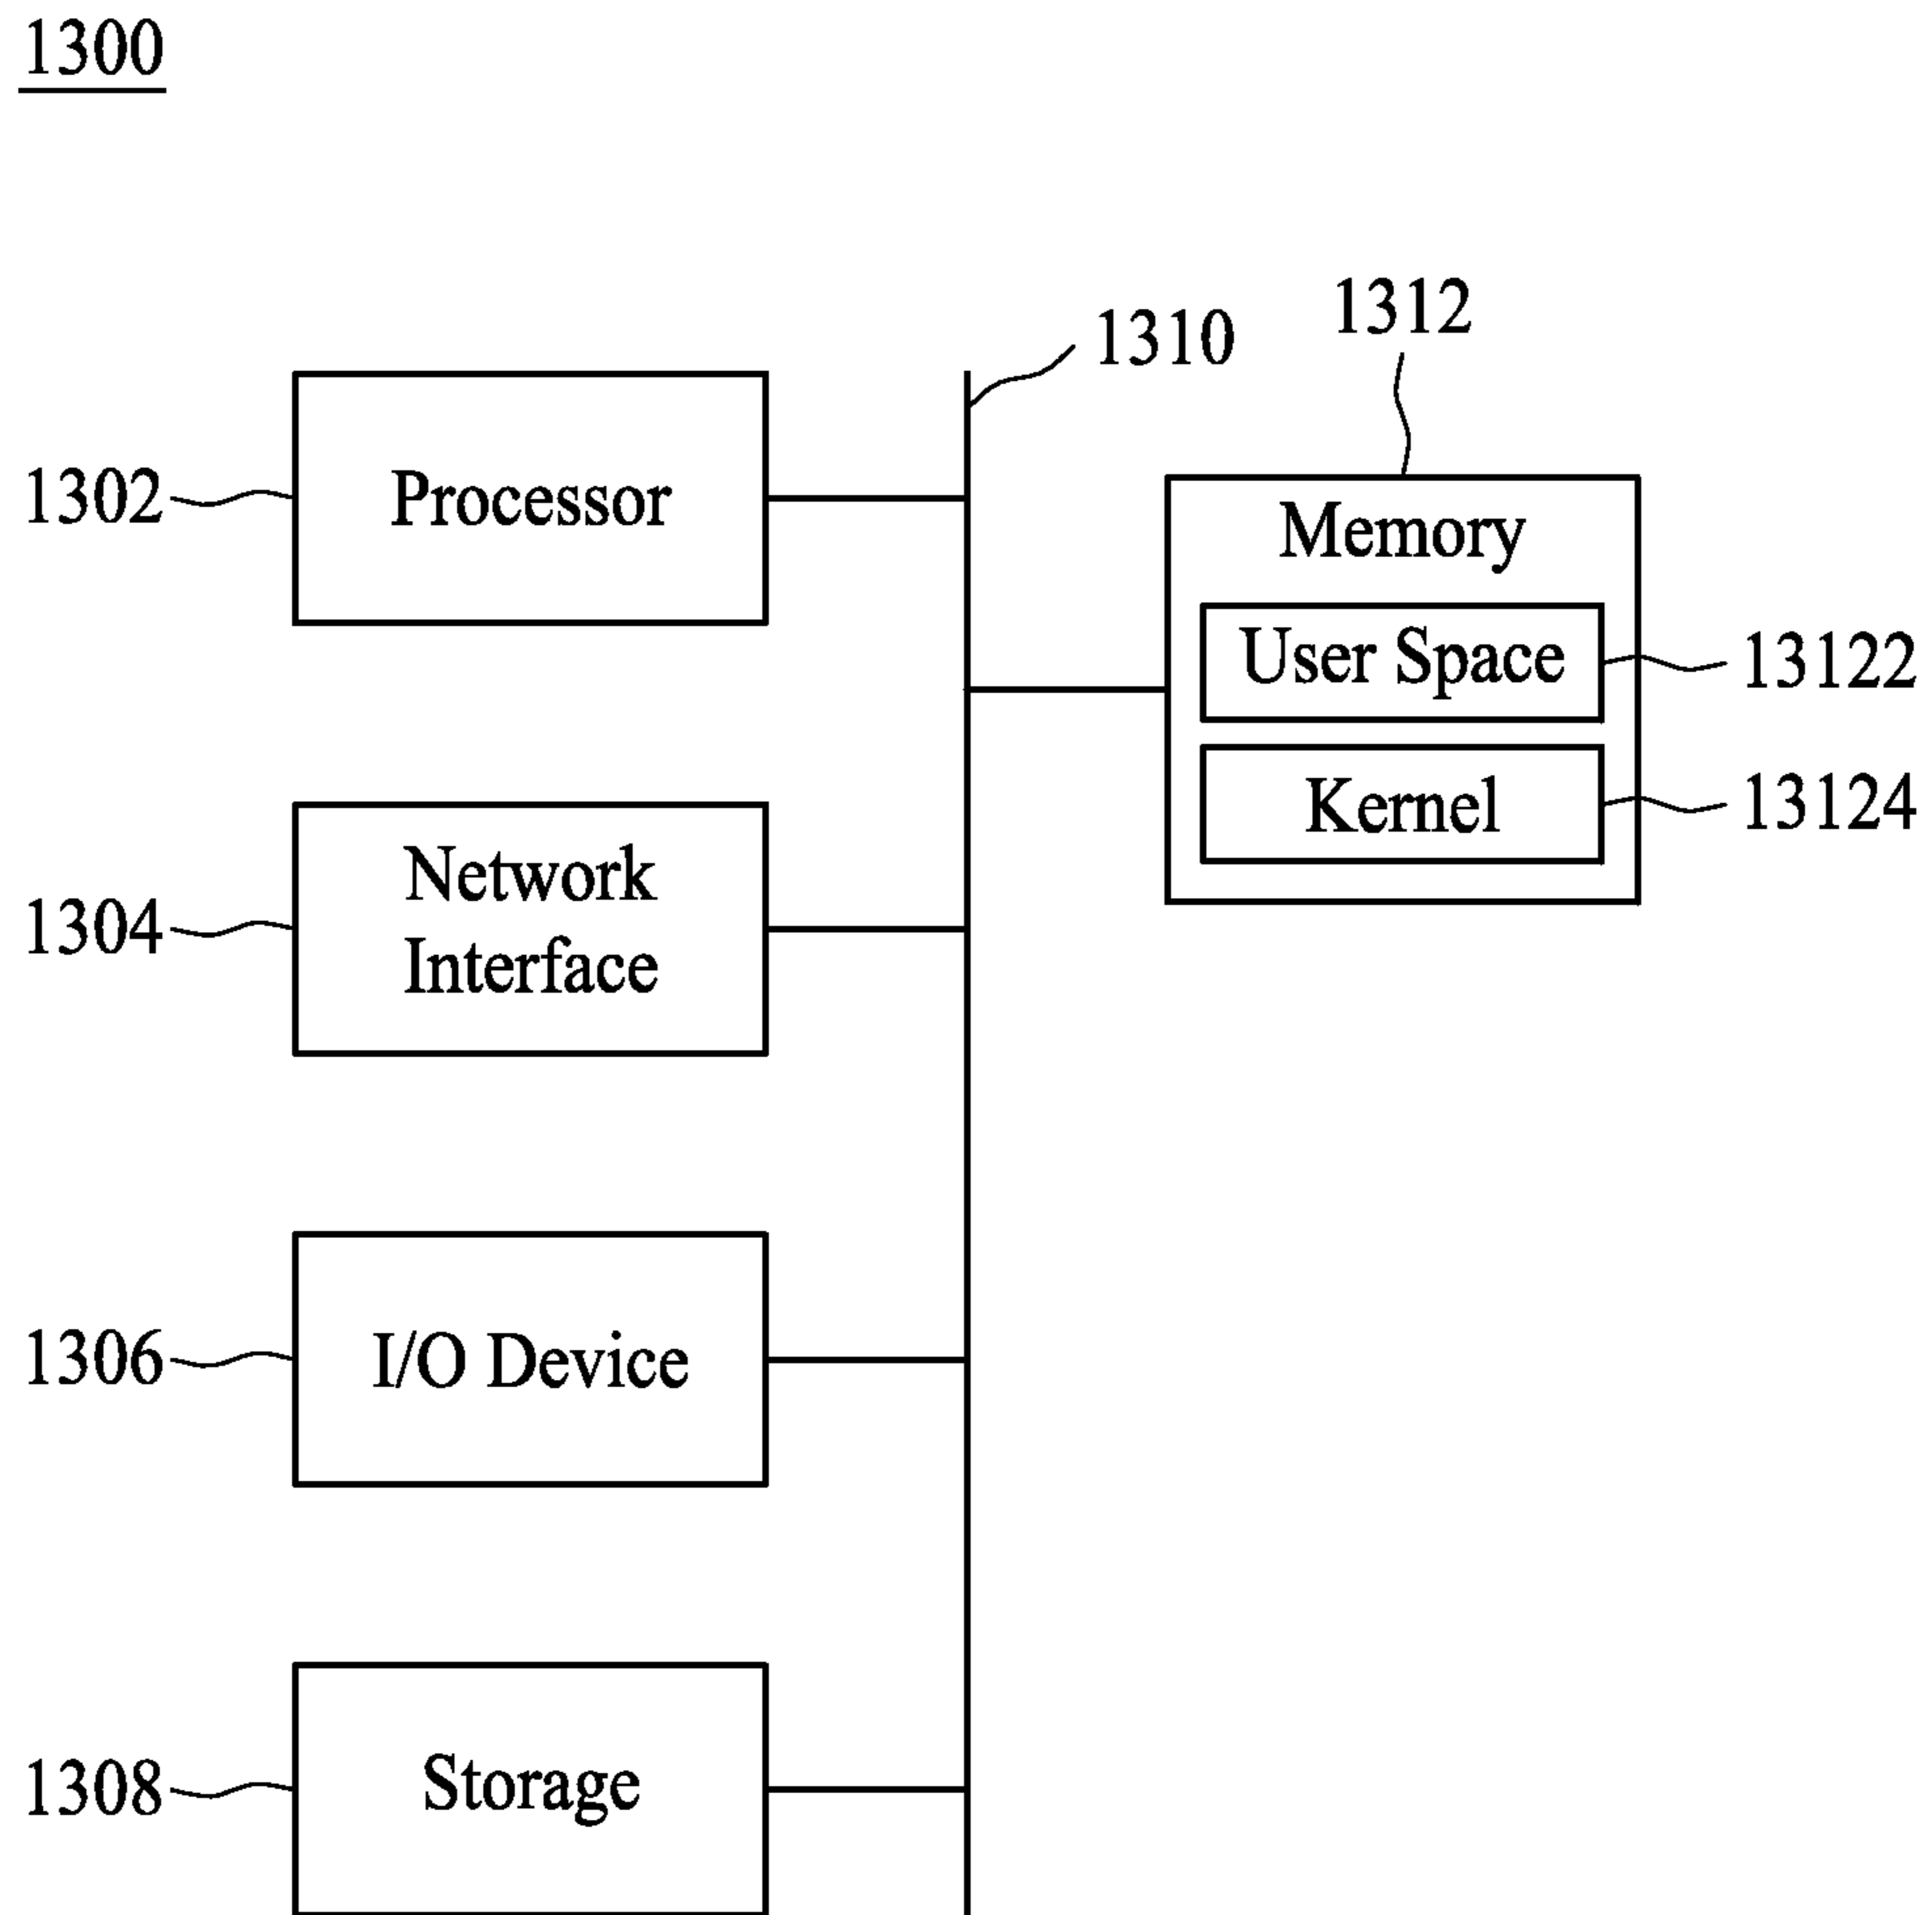 1300
1310
1312
1302
Processor
Memory
User Space
13122
Kernel
13124
1304
Network
Interface
1306
I/O Device
1308
Storage